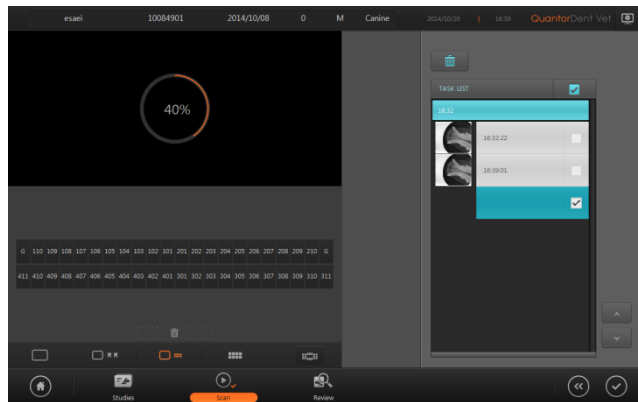 esaei 10084901 2014/10/08 0 M Canine 2014/10/20 | 16:39 QuantorDent Vet
40%
TASK LIST
16:32
16:32:22
16:39:01
G 110 109 108 107 106 105 104 103 102 101 201 202 203 204 205 206 207 208 209 210 G
411 410 409 408 407 406 405 404 403 402 401 301 302 303 304 305 306 307 308 309 310 311
Studies Scan Review